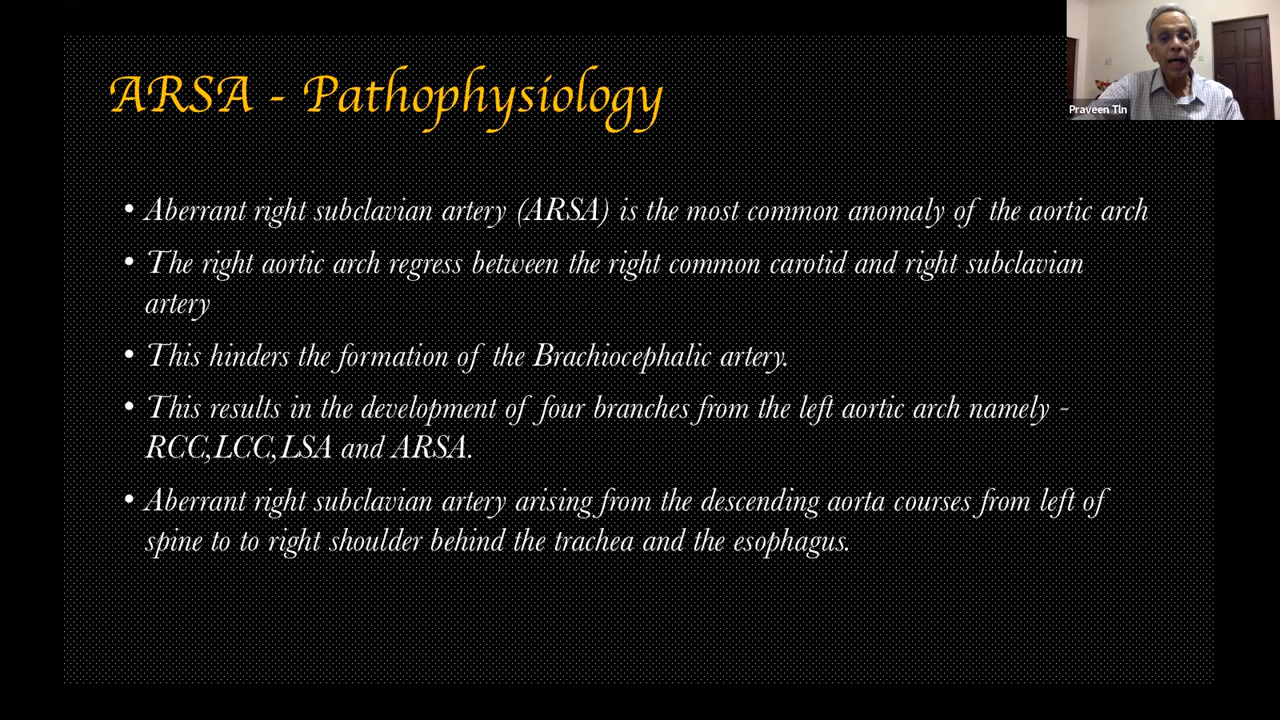 ARSA - Pathophysiology
Praveen Tln
• Aberrant right subclavian artery (ARSA) is the most common anomaly of the aortic arch
• The right aortic arch regress between the right common carotid and right subclavian
artery
• This hinders the formation of the Brachiocephalic artery.
• This results in the development of four branches from the left aortic arch namely -
RCC,LCC,LSA and ARSA.
• Aberrant right subclavian artery arising from the descending aorta courses from left of
spine to to right shoulder behind the trachea and the esophagus.